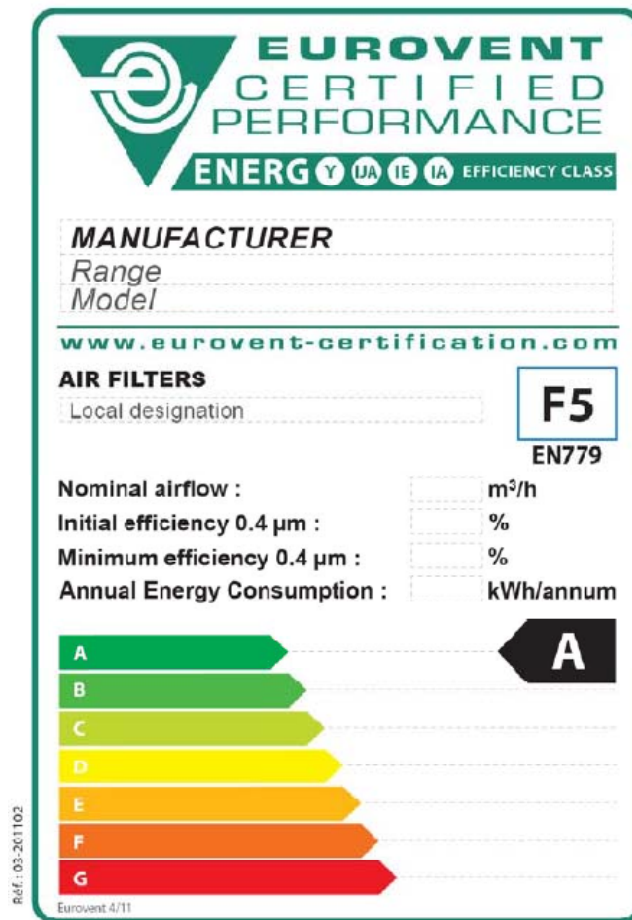 EUROVENT
CERTIFIED
PERFORMANCE
ENERG Y IJA IE IA EFFICIENCY CLASS
MANUFACTURER
Range
Model
www.eurovent-certification.com
AIR FILTERS
Local designation
F5
EN779
Nominal airflow : m³/h
Initial efficiency 0.4 µm : %
Minimum efficiency 0.4 µm : %
Annual Energy Consumption : kWh/annum
A
A
B
C
D
E
F
G
Eurovent 4/11
Réf.: 03-201102